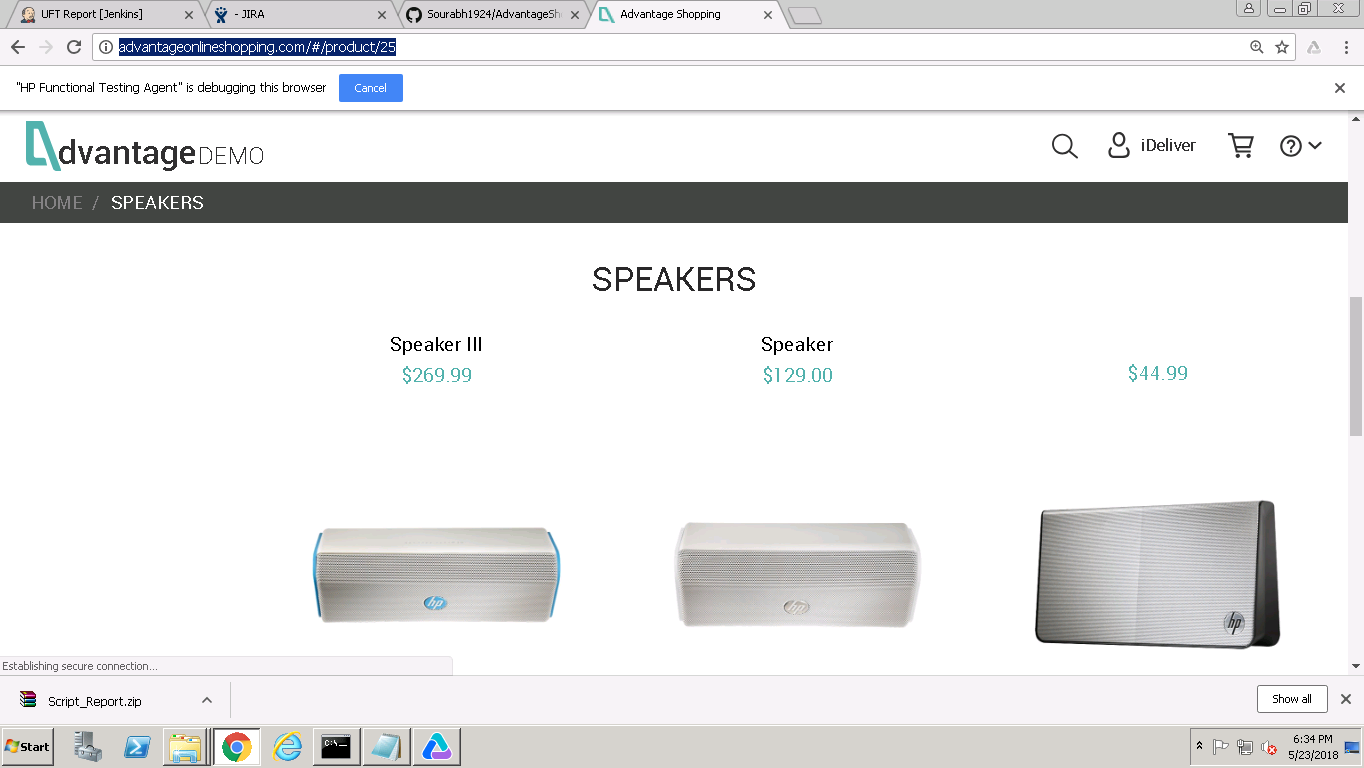 UFT Report [Jenkins]
- JIRA
Sourabh1924/AdvantageSh
Advantage Shopping
advantageonlineshopping.com/#/product/25
"HP Functional Testing Agent" is debugging this browser
Cancel
dvantage DEMO
iDeliver
HOME / SPEAKERS
SPEAKERS
Speaker III
$269.99
Speaker
$129.00
$44.99
hp
hp
hp
Establishing secure connection...
Script_Report.zip
Show all
Start
C:\_
6:34 PM
5/23/2018